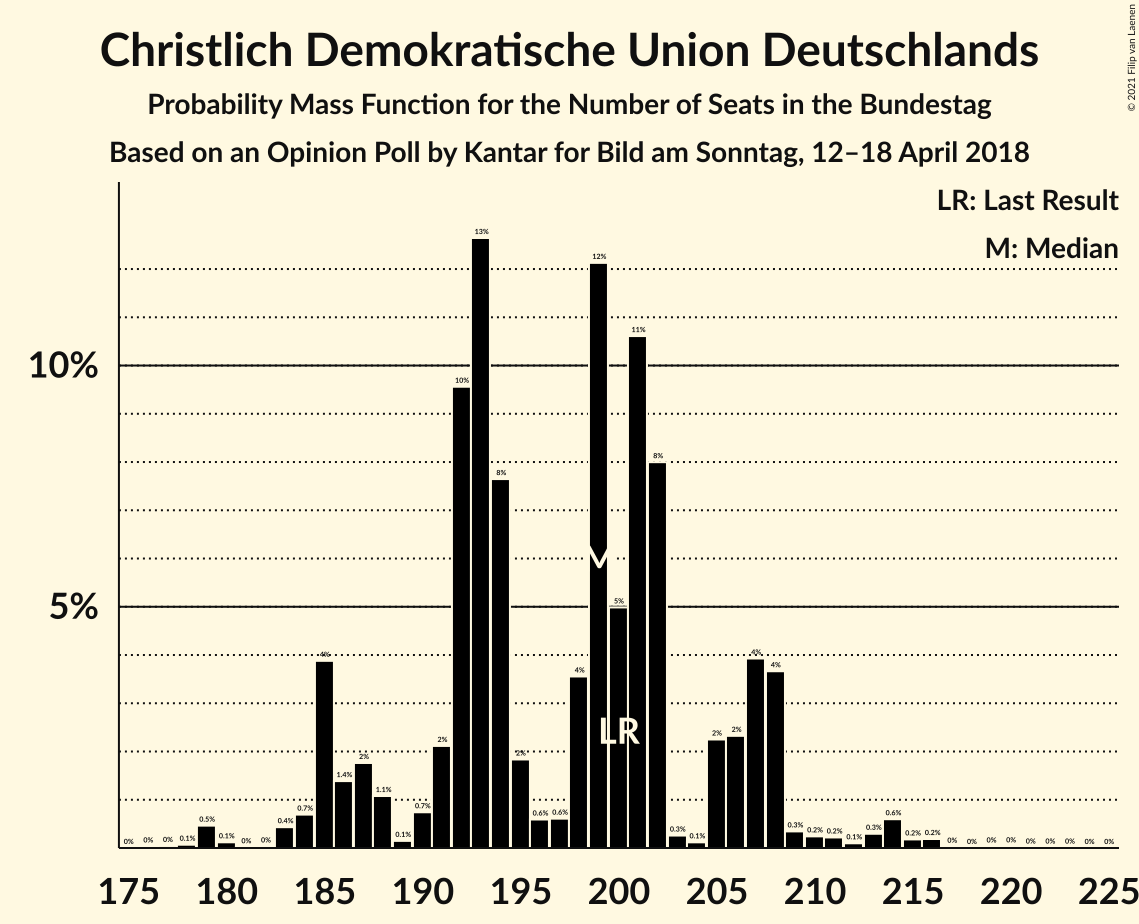 Christlich Demokratische Union Deutschlands
Probability Mass Function for the Number of Seats in the Bundestag
Based on an Opinion Poll by Kantar for Bild am Sonntag, 12–18 April 2018
© 2021 Filip van Laenen
LR: Last Result
M: Median
10%
5%
0% 0% 0% 0.1% 0.5% 0.1% 0% 0% 0.4% 0.7% 4% 1.4% 2% 1.1% 0.1% 0.7% 2% 10% 13% 8% 2% 0.6% 0.6% 4% 12% 5% 11% 8% 0.3% 0.1% 2% 2% 4% 4% 0.3% 0.2% 0.2% 0.1% 0.3% 0.6% 0.2% 0.2% 0% 0% 0% 0% 0% 0% 0% 0% 0%
M
LR
175 180 185 190 195 200 205 210 215 220 225